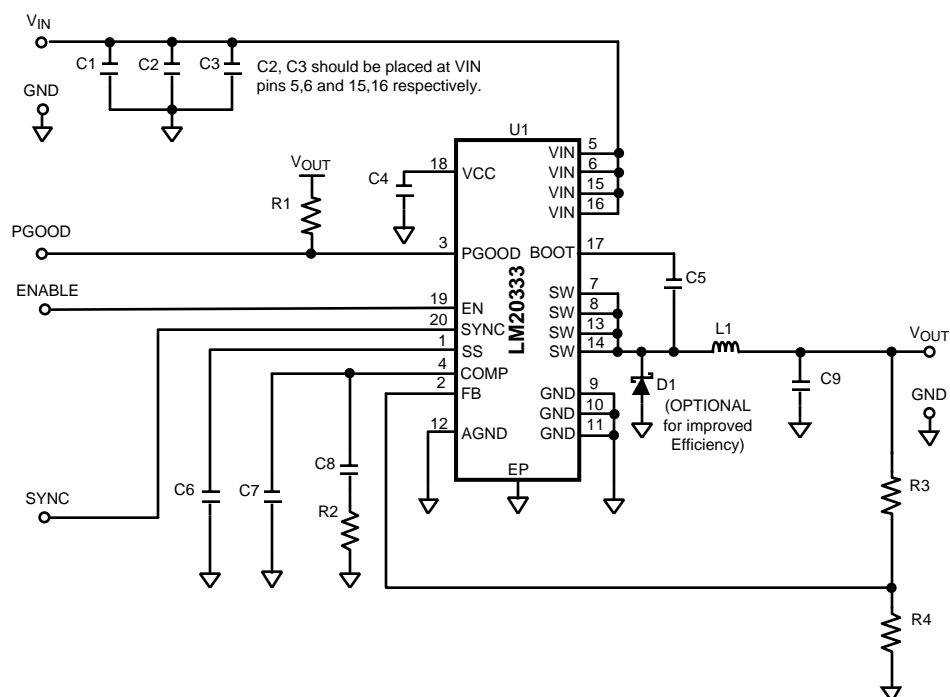 VIN
C1
C2
C3
C2, C3 should be placed at VIN
pins 5,6 and 15,16 respectively.
GND
U1
VOUT
R1
C4
18
VCC
VIN
5
VIN
6
VIN
15
VIN
16
PGOOD
3
PGOOD
BOOT
17
C5
ENABLE
19
EN
20
SYNC
1
SS
4
COMP
2
FB
12
AGND
LM20333
SW
7
SW
8
SW
13
SW
14
L1
VOUT
GND
9
GND
10
GND
11
D1
(OPTIONAL
for improved
Efficiency)
C9
GND
EP
SYNC
C6
C7
C8
R2
R3
R4